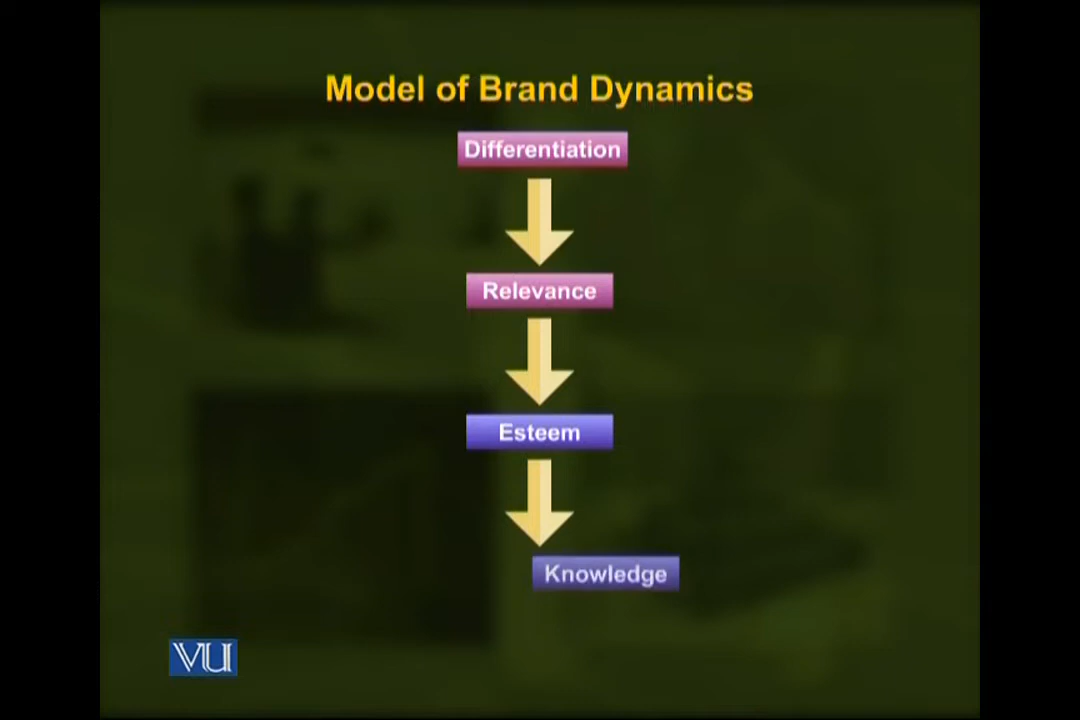 Model of Brand Dynamics
Differentiation
Relevance
Esteem
Knowledge
VU